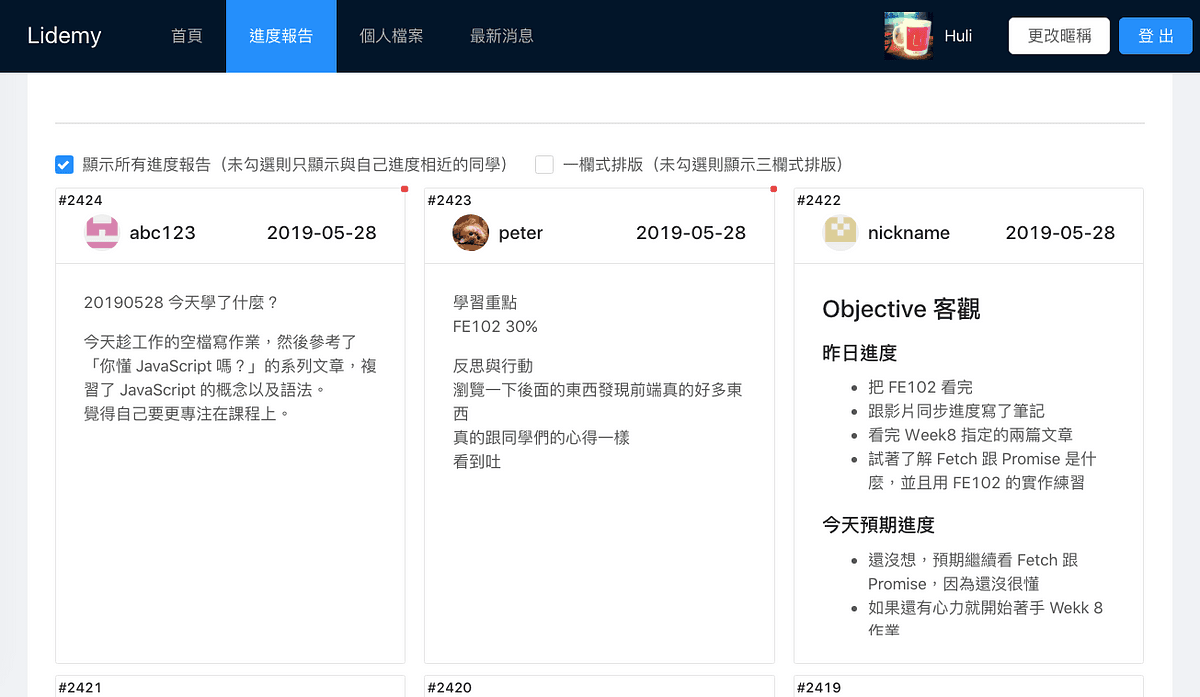 Lidemy
首頁
進度報告
個人檔案
最新消息
Huli
更改暱稱
登 出
顯示所有進度報告（未勾選則只顯示與自己進度相近的同學）
一欄式排版（未勾選則顯示三欄式排版）
#2424
abc123
2019-05-28
20190528 今天學了什麼？
今天趁工作的空檔寫作業，然後參考了
「你懂 JavaScript 嗎？」的系列文章，複
習了 JavaScript 的概念以及語法。
覺得自己要更專注在課程上。
#2423
peter
2019-05-28
學習重點
FE102 30%
反思與行動
瀏覽一下後面的東西發現前端真的好多東
西
真的跟同學們的心得一樣
看到吐
#2422
nickname
2019-05-28
Objective 客觀
昨日進度
把 FE102 看完
跟影片同步進度寫了筆記
看完 Week8 指定的兩篇文章
試著了解 Fetch 跟 Promise 是什
麼，並且用 FE102 的實作練習
今天預期進度
還沒想，預期繼續看 Fetch 跟
Promise，因為還沒很懂
如果還有心力就開始著手 Wekk 8
作業
#2421
#2420
#2419